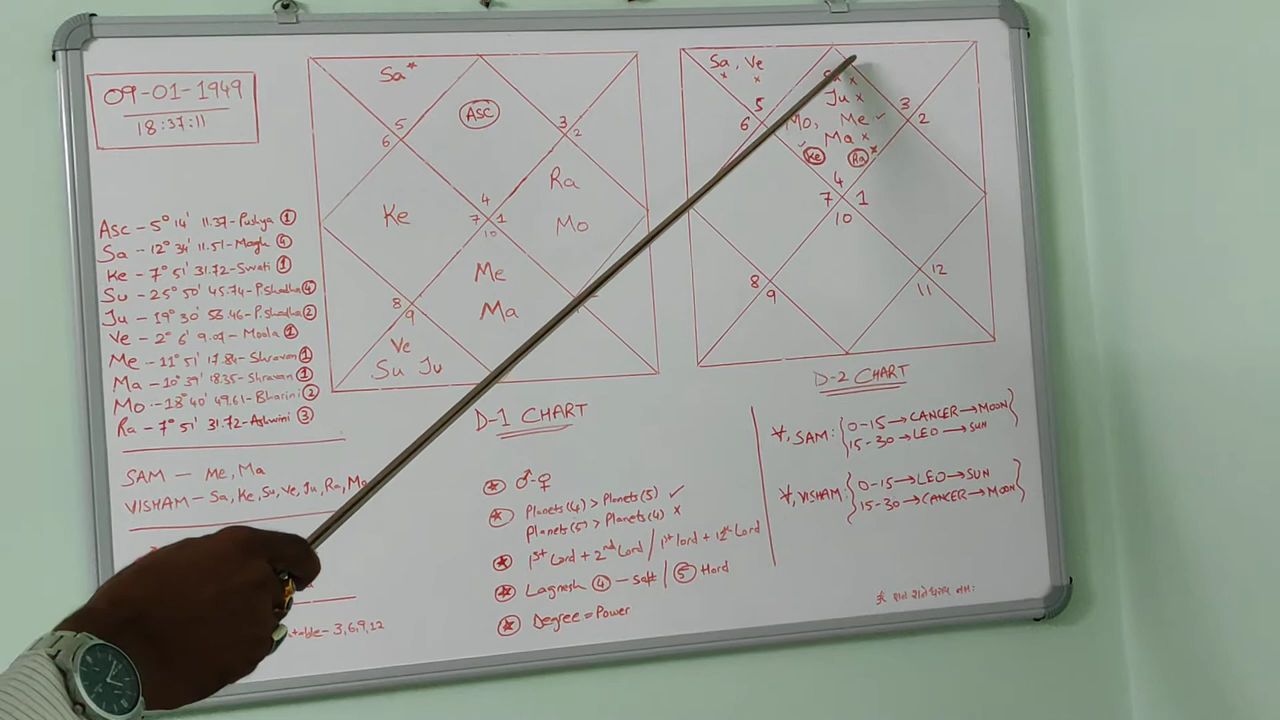 09-01-1949
18:37:11
Asc - 5° 14' 11.37 - Pushya ①
Sa - 12° 34' 11.51 - Magh ④
Ke - 7° 51' 31.72 - Swati ①
Su - 25° 50' 45.74 - P.Shadha ④
Ju - 19° 30' 53.46 - P.Shadha ②
Ve - 2° 6' 9.07 - Moola ①
Me - 11° 51' 17.84 - Shravan ①
Ma - 10° 39' 18.35 - Shravan ①
Mo - 18° 40' 49.61 - Bharini ②
Ra - 7° 51' 31.72 - Ashwini ③
SAM — Me, Ma
VISHAM - Sa, Ke, Su, Ve, Ju, Ra, Mo
3,6,9,12
Sa*
ASC
5
3
6
2
Ra
Ke
4
7 1
10
Mo
Me
8
9
Ma
Ve
Su Ju
D-1 CHART
⍟ ♂-♀
⍟ Planets(4) > Planets(5) ✓
Planets(5) > Planets(4) x
⍟ 1st Lord + 2nd Lord / 1st lord + 12th Lord
⍟ Lagnesh ④ - Soft / ⑤ Hard
⍟ Degree = Power
Sa, Ve
x x
x
Ju x
5
3
6
2
Mo, Me ✓
Ma x
Ke Ra x
4
7 1
10
12
8
9
11
D-2 CHART
∀, SAM: {0-15 → CANCER → MOON}
15-30 → LEO → SUN
∀, VISHAM: {0-15 → LEO → SUN}
15-30 → CANCER → MOON